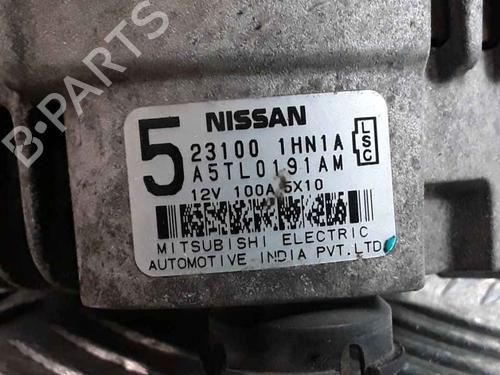 B-PARTS
5
NISSAN
23100 1HN1A
LSC
A5TL0191AM
12V 100A 5X10
MITSUBISHI ELECTRIC
AUTOMOTIVE INDIA PVT.LTD